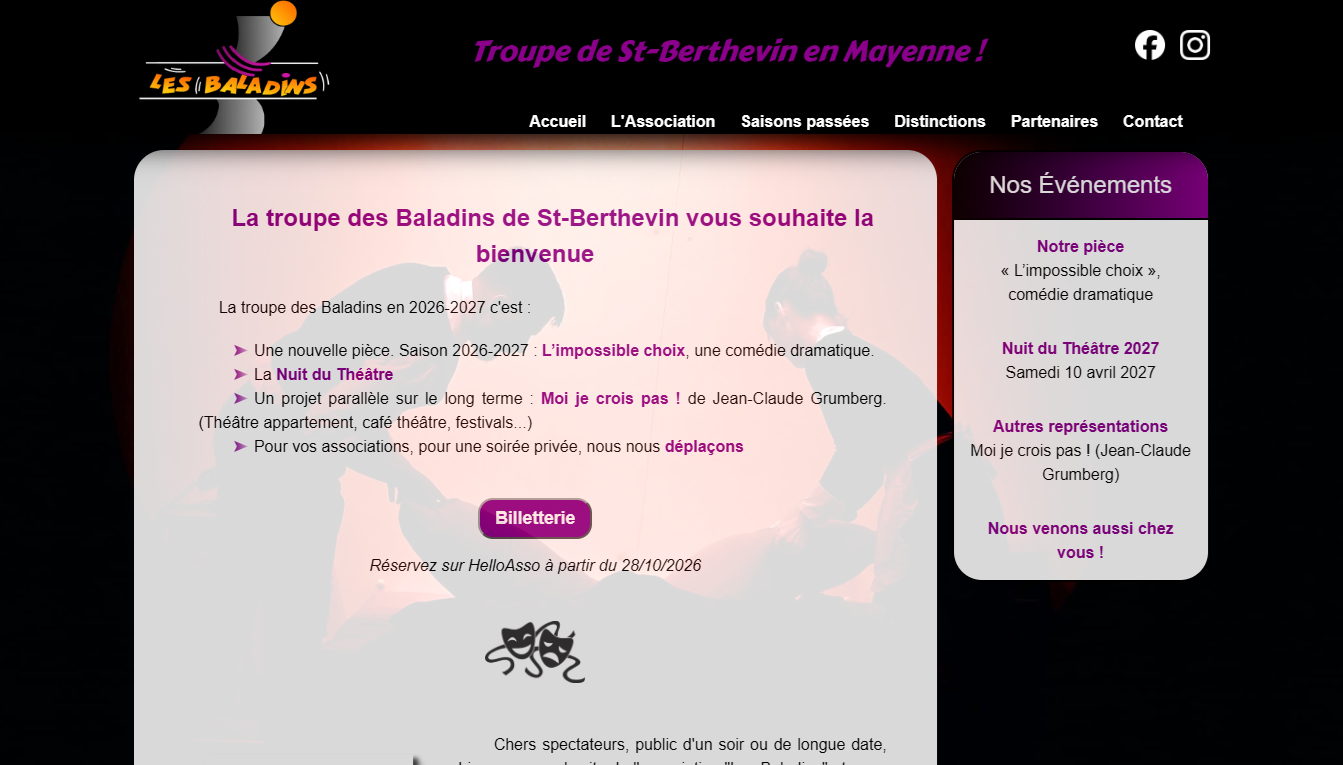 LES BALADINS
Troupe de St-Berthevin en Mayenne !
Accueil L'Association Saisons passées Distinctions Partenaires Contact
La troupe des Baladins de St-Berthevin vous souhaite la
bienvenue
La troupe des Baladins en 2026-2027 c'est :
➤ Une nouvelle pièce. Saison 2026-2027 : L’impossible choix, une comédie dramatique.
➤ La Nuit du Théâtre
➤ Un projet parallèle sur le long terme : Moi je crois pas ! de Jean-Claude Grumberg.
(Théâtre appartement, café théâtre, festivals...)
➤ Pour vos associations, pour une soirée privée, nous nous déplaçons
Billetterie
Réservez sur HelloAsso à partir du 28/10/2026
Chers spectateurs, public d'un soir ou de longue date,
Nos Événements
Notre pièce
« L’impossible choix »,
comédie dramatique
Nuit du Théâtre 2027
Samedi 10 avril 2027
Autres représentations
Moi je crois pas ! (Jean-Claude
Grumberg)
Nous venons aussi chez
vous !